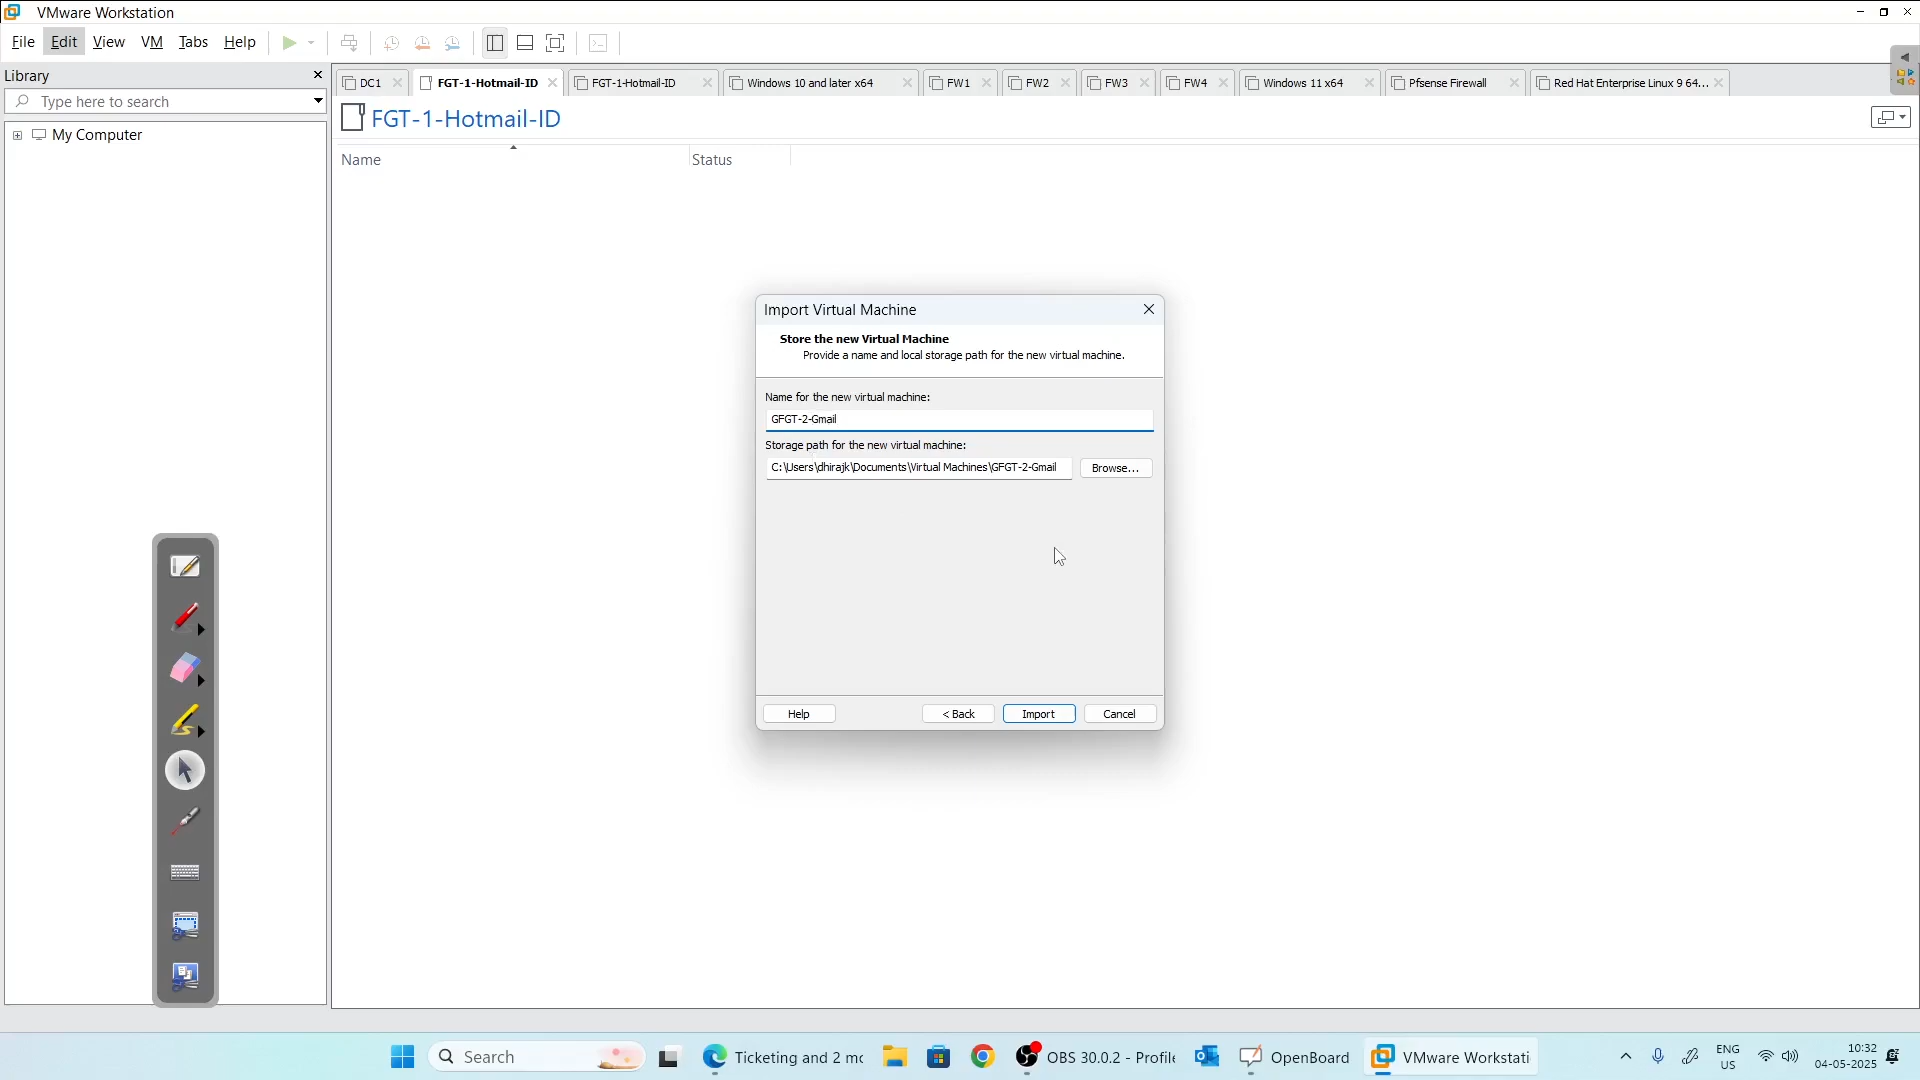 VMware Workstation
File Edit View VM Tabs Help
Library
Type here to search
My Computer
DC1 FGT-1-Hotmail-ID FGT-1-Hotmail-ID Windows 10 and later x64 FW1 FW2 FW3 FW4 Windows 11 x64 Pfsense Firewall Red Hat Enterprise Linux 9 64...
FGT-1-Hotmail-ID
Name Status
Import Virtual Machine
Store the new Virtual Machine
Provide a name and local storage path for the new virtual machine.
Name for the new virtual machine:
GFGT-2-Gmail
Storage path for the new virtual machine:
C:\Users\dhirajk\Documents\Virtual Machines\GFGT-2-Gmail Browse...
Help < Back Import Cancel
Search Ticketing and 2 mo OBS 30.0.2 - Profile OpenBoard VMware Workstati ENG US 10:32 04-05-2025